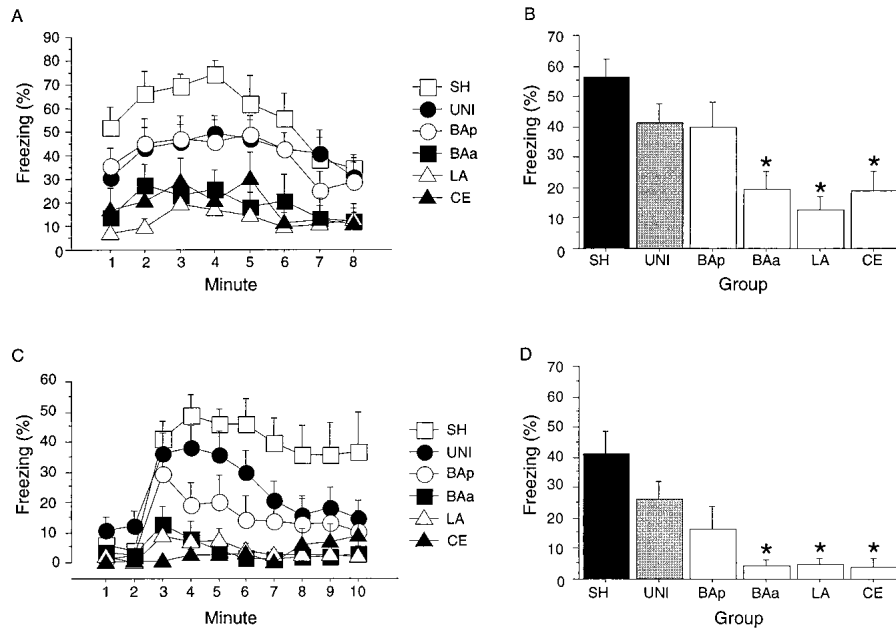 A
Freezing (%)
90
80
70
60
50
40
30
20
10
0
1 2 3 4 5 6 7 8
Minute
SH
UNI
BAp
BAa
LA
CE
B
Freezing (%)
70
60
50
40
30
20
10
0
* * *
SH UNI BAp BAa LA CE
Group
C
Freezing (%)
60
50
40
30
20
10
0
1 2 3 4 5 6 7 8 9 10
Minute
SH
UNI
BAp
BAa
LA
CE
D
Freezing (%)
70
60
50
40
30
20
10
0
* * *
SH UNI BAp BAa LA CE
Group